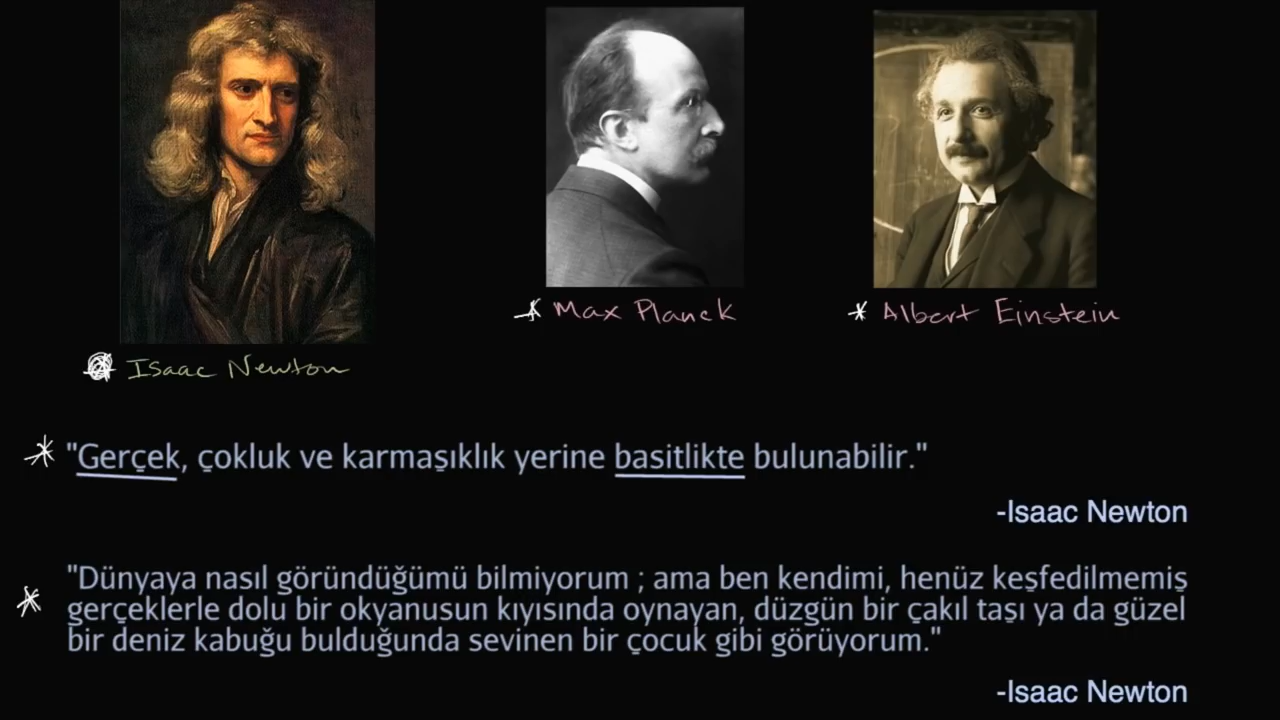 Max Planck
Albert Einstein
Isaac Newton
"Gerçek, çokluk ve karmaşıklık yerine basitlikte bulunabilir."
-Isaac Newton
"Dünyaya nasıl göründüğümü bilmiyorum ; ama ben kendimi, henüz keşfedilmemiş
gerçeklerle dolu bir okyanusun kıyısında oynayan, düzgün bir çakıl taşı ya da güzel
bir deniz kabuğu bulduğunda sevinen bir çocuk gibi görüyorum."
-Isaac Newton